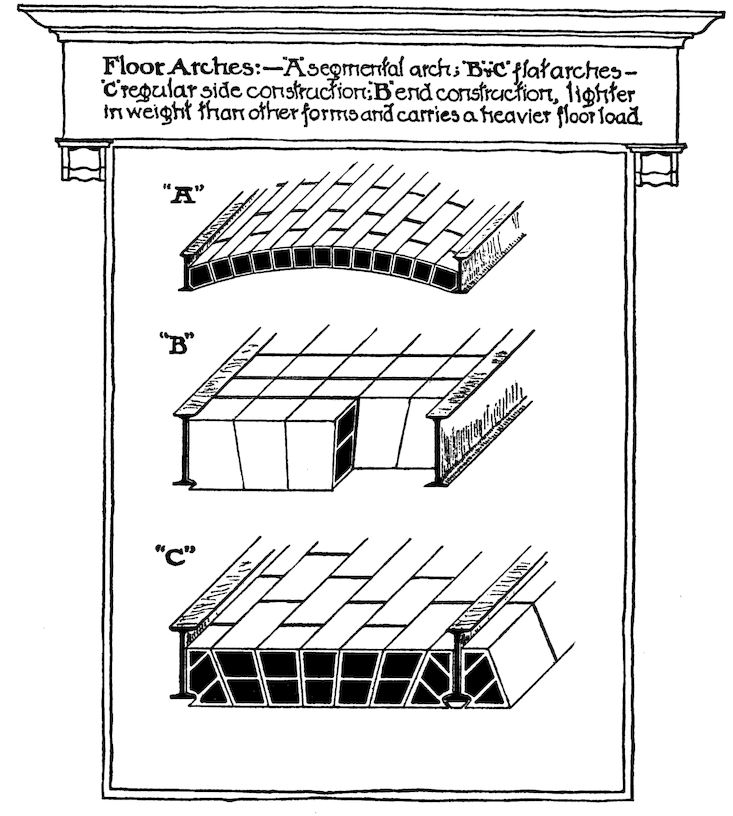 Floor Arches:—"A" segmental arch; "B"&"C" flat arches—
"C" regular side construction; "B" end construction, lighter
in weight than other forms and carries a heavier floor load.
"A"
"B"
"C"